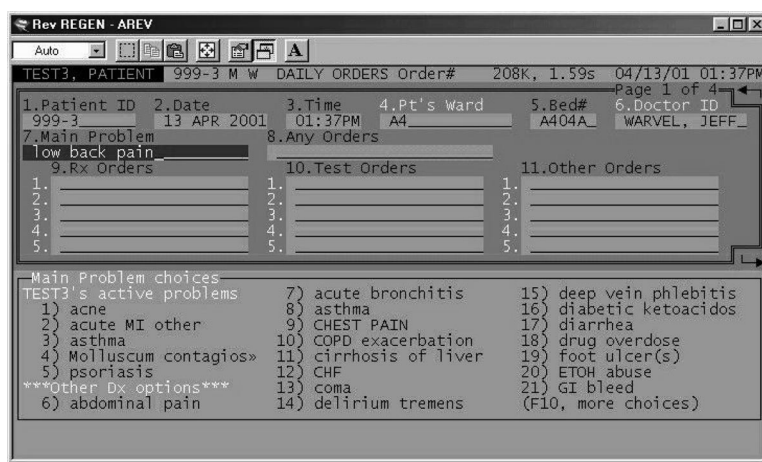 Rev REGEN - AREV
Auto A
TEST3, PATIENT 999-3 M W DAILY ORDERS Order# 208K, 1.59s 04/13/01 01:37PM
Page 1 of 4
1.Patient ID 2.Date 3.Time 4.Pt's Ward 5.Bed# 6.Doctor ID
999-3 13 APR 2001 01:37PM A4 A404A WARVEL, JEFF
7.Main Problem 8.Any Orders
low back pain
9.Rx Orders 10.Test Orders 11.Other Orders
1. 1. 1.
2. 2. 2.
3. 3. 3.
4. 4. 4.
5. 5. 5.
Main Problem choices
TEST3's active problems 7) acute bronchitis 15) deep vein phlebitis
1) acne 8) asthma 16) diabetic ketoacidos
2) acute MI other 9) CHEST PAIN 17) diarrhea
3) asthma 10) COPD exacerbation 18) drug overdose
4) Molluscum contagios» 11) cirrhosis of liver 19) foot ulcer(s)
5) psoriasis 12) CHF 20) ETOH abuse
***Other Dx options*** 13) coma 21) GI bleed
6) abdominal pain 14) delirium tremens (F10, more choices)